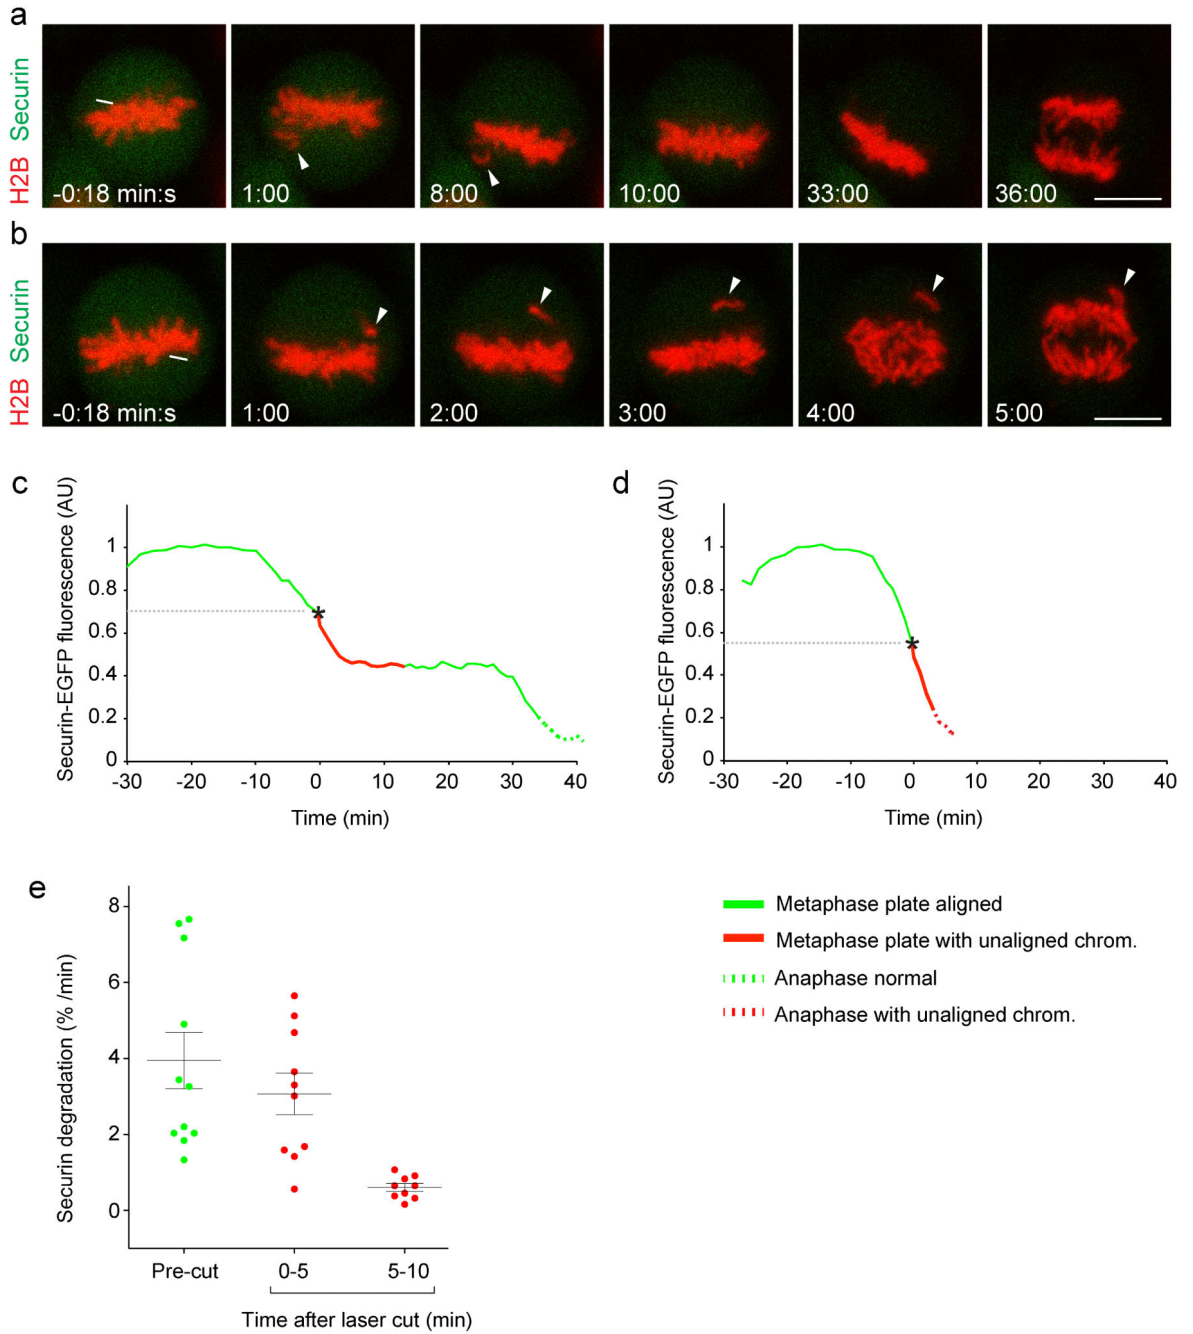 a
H2B Securin
-0:18 min:s
1:00
8:00
10:00
33:00
36:00
b
H2B Securin
-0:18 min:s
1:00
2:00
3:00
4:00
5:00
c
Securin-EGFP fluorescence (AU)
1
0.8
0.6
0.4
0.2
0
*
-30 -20 -10 0 10 20 30 40
Time (min)
d
Securin-EGFP fluorescence (AU)
1
0.8
0.6
0.4
0.2
0
*
-30 -20 -10 0 10 20 30 40
Time (min)
e
Securin degradation (% /min)
8
6
4
2
0
Pre-cut 0-5 5-10
Time after laser cut (min)
Metaphase plate aligned
Metaphase plate with unaligned chrom.
Anaphase normal
Anaphase with unaligned chrom.